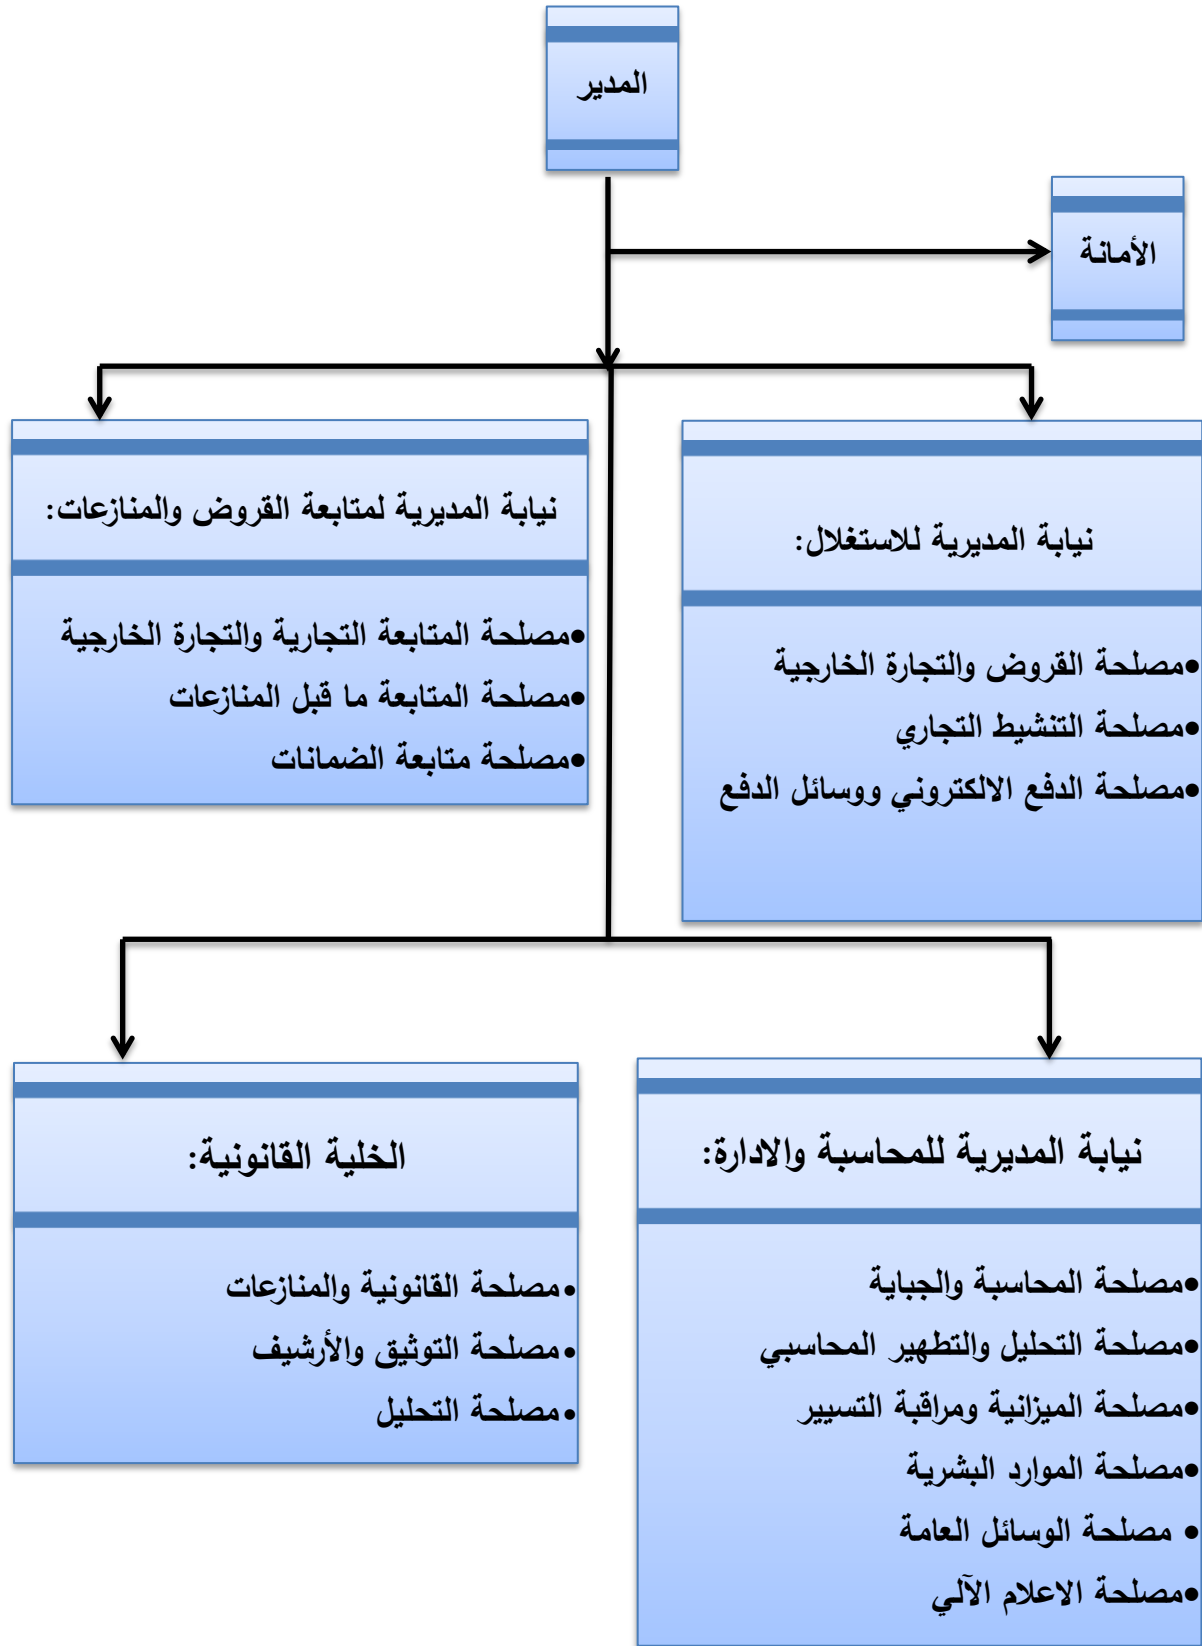 المدير
الأمانة
نيابة المديرية للاستغلال:
•مصلحة القروض والتجارة الخارجية
•مصلحة التنشيط التجاري
•مصلحة الدفع الالكتروني ووسائل الدفع
نيابة المديرية لمتابعة القروض والمنازعات:
•مصلحة المتابعة التجارية والتجارة الخارجية
•مصلحة المتابعة ما قبل المنازعات
•مصلحة متابعة الضمانات
نيابة المديرية للمحاسبة والادارة:
•مصلحة المحاسبة والجباية
•مصلحة التحليل والتطهير المحاسبي
•مصلحة الميزانية ومراقبة التسيير
•مصلحة الموارد البشرية
• مصلحة الوسائل العامة
•مصلحة الاعلام الآلي
الخلية القانونية:
•مصلحة القانونية والمنازعات
•مصلحة التوثيق والأرشيف
•مصلحة التحليل